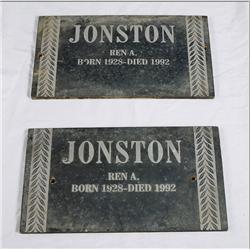 JONSTON
REN A.
BORN 1928-DIED 1992
JONSTON
REN A.
BORN 1928-DIED 1992